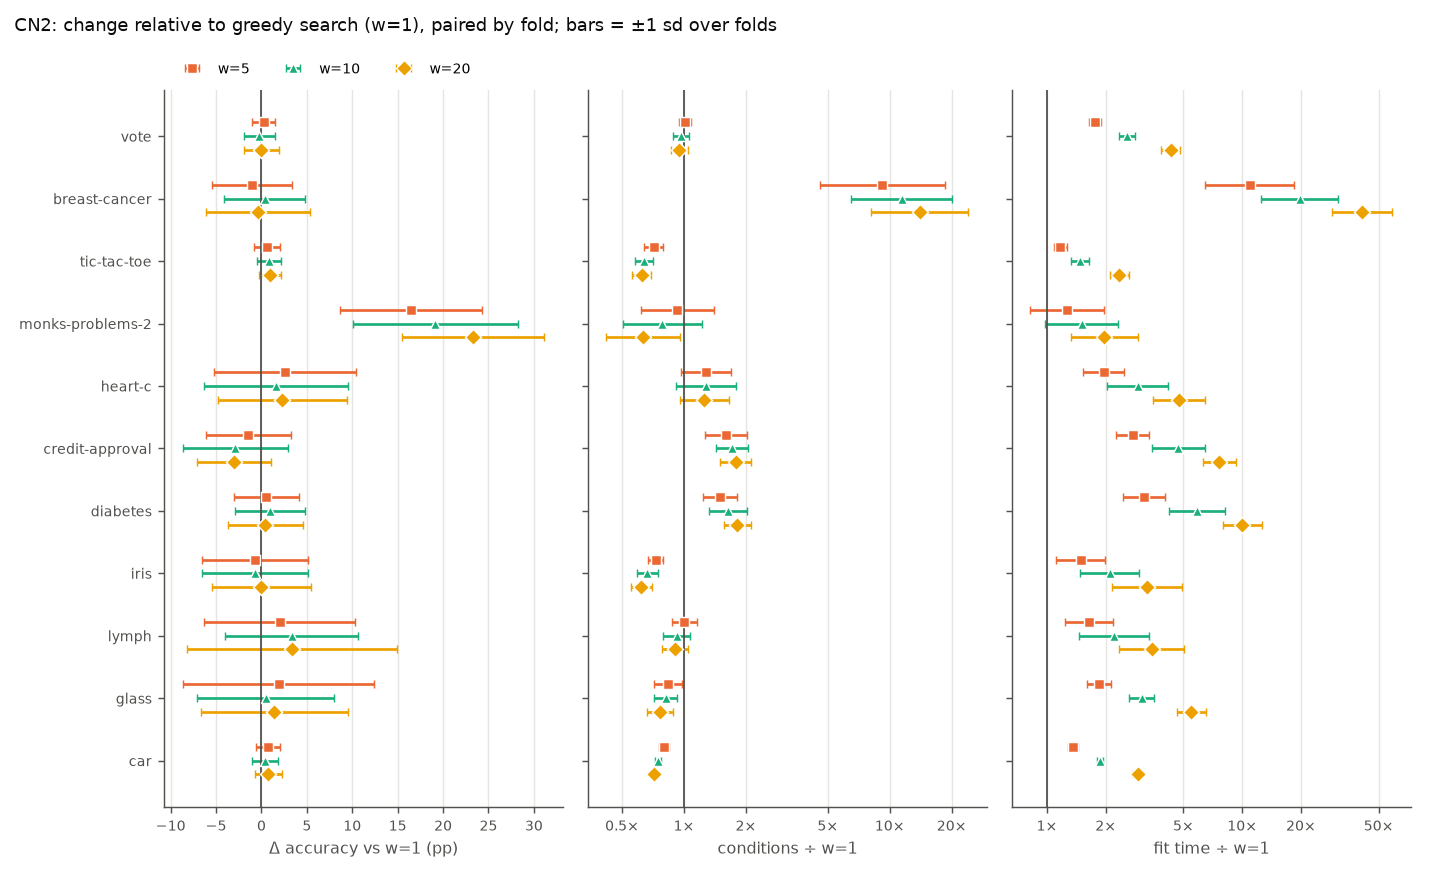 CN2: change relative to greedy search (w=1), paired by fold; bars = ±1 sd over folds
w=5 w=10 w=20
vote
breast-cancer
tic-tac-toe
monks-problems-2
heart-c
credit-approval
diabetes
iris
lymph
glass
car
−10 −5 0 5 10 15 20 25 30
Δ accuracy vs w=1 (pp)
0.5× 1× 2× 5× 10× 20×
conditions ÷ w=1
1× 2× 5× 10× 20× 50×
fit time ÷ w=1